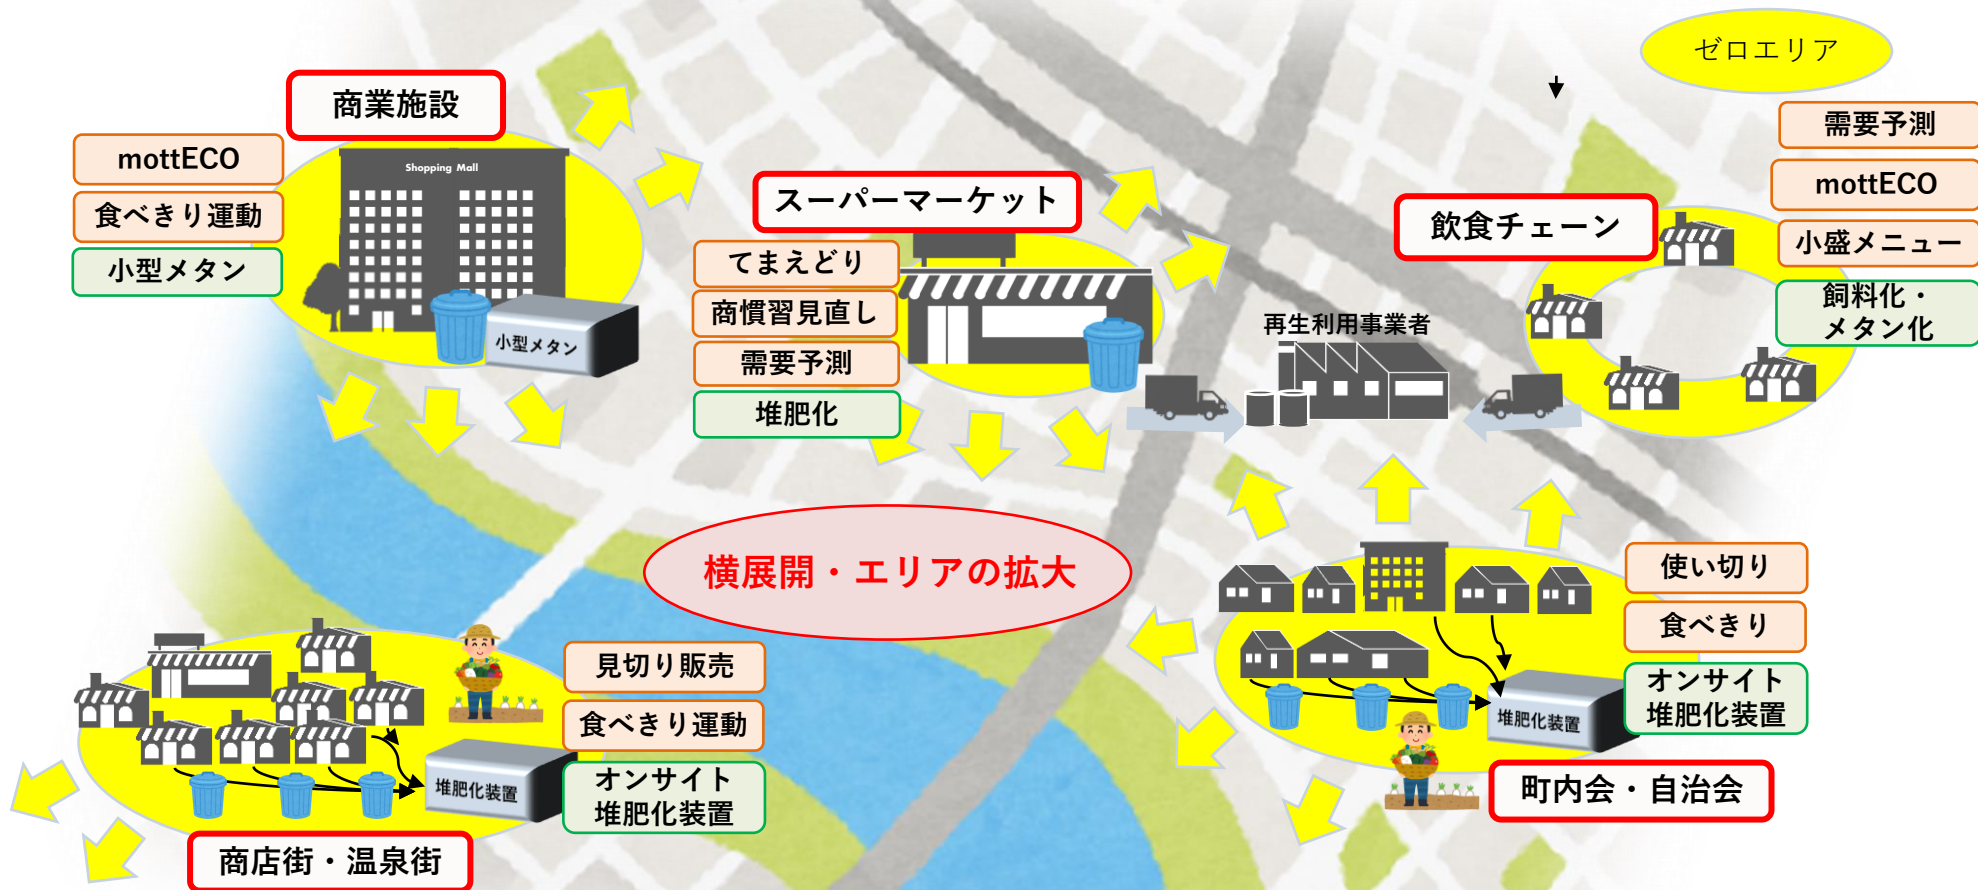 ゼロエリア
商業施設
mottECO
食べきり運動
小型メタン
Shopping Mall
小型メタン
スーパーマーケット
てまえどり
商慣習見直し
需要予測
堆肥化
再生利用事業者
飲食チェーン
需要予測
mottECO
小盛メニュー
飼料化・
メタン化
横展開・エリアの拡大
見切り販売
食べきり運動
オンサイト
堆肥化装置
堆肥化装置
商店街・温泉街
使い切り
食べきり
オンサイト
堆肥化装置
堆肥化装置
町内会・自治会